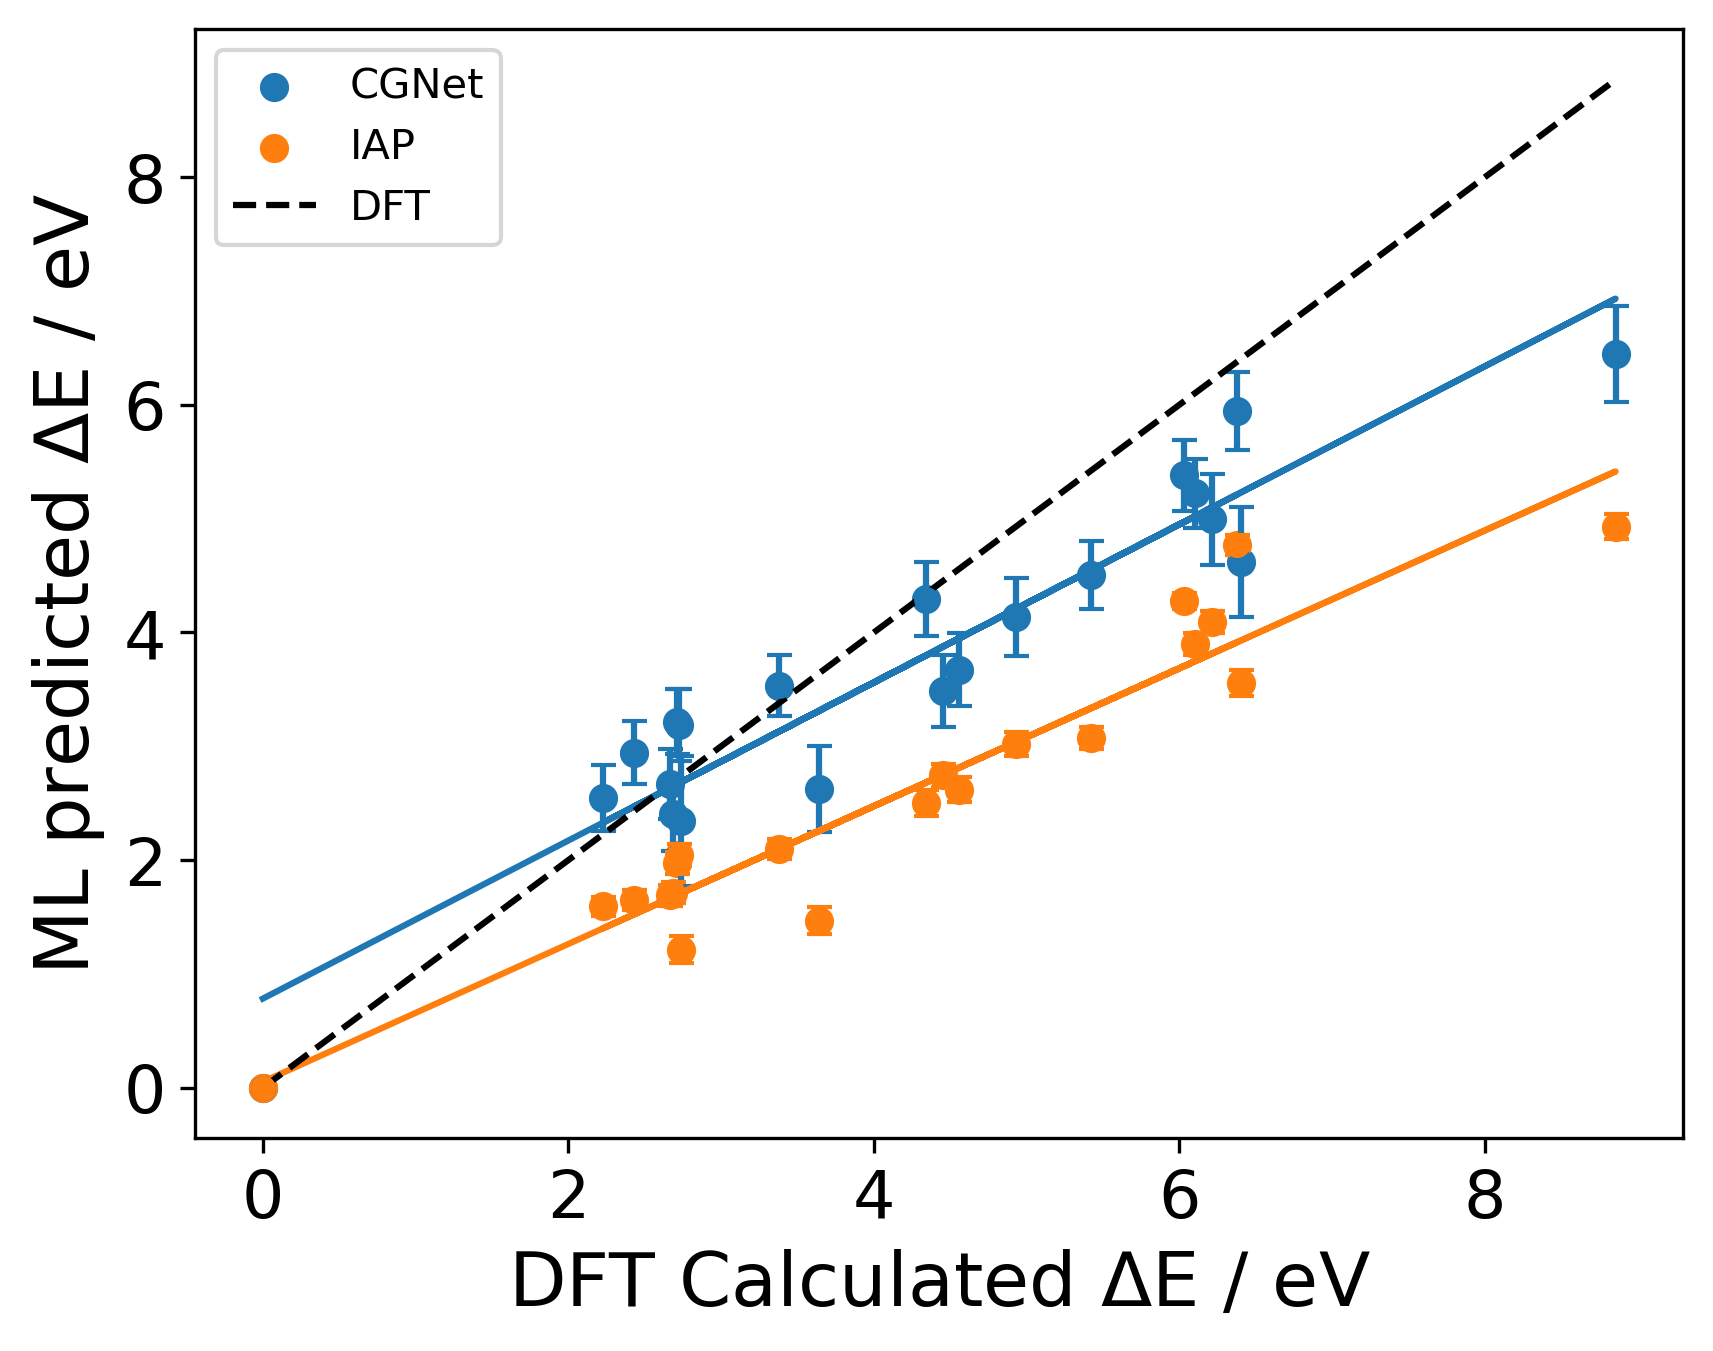 CGNet
IAP
DFT
ML predicted ΔE / eV
8
6
4
2
0
0 2 4 6 8
DFT Calculated ΔE / eV